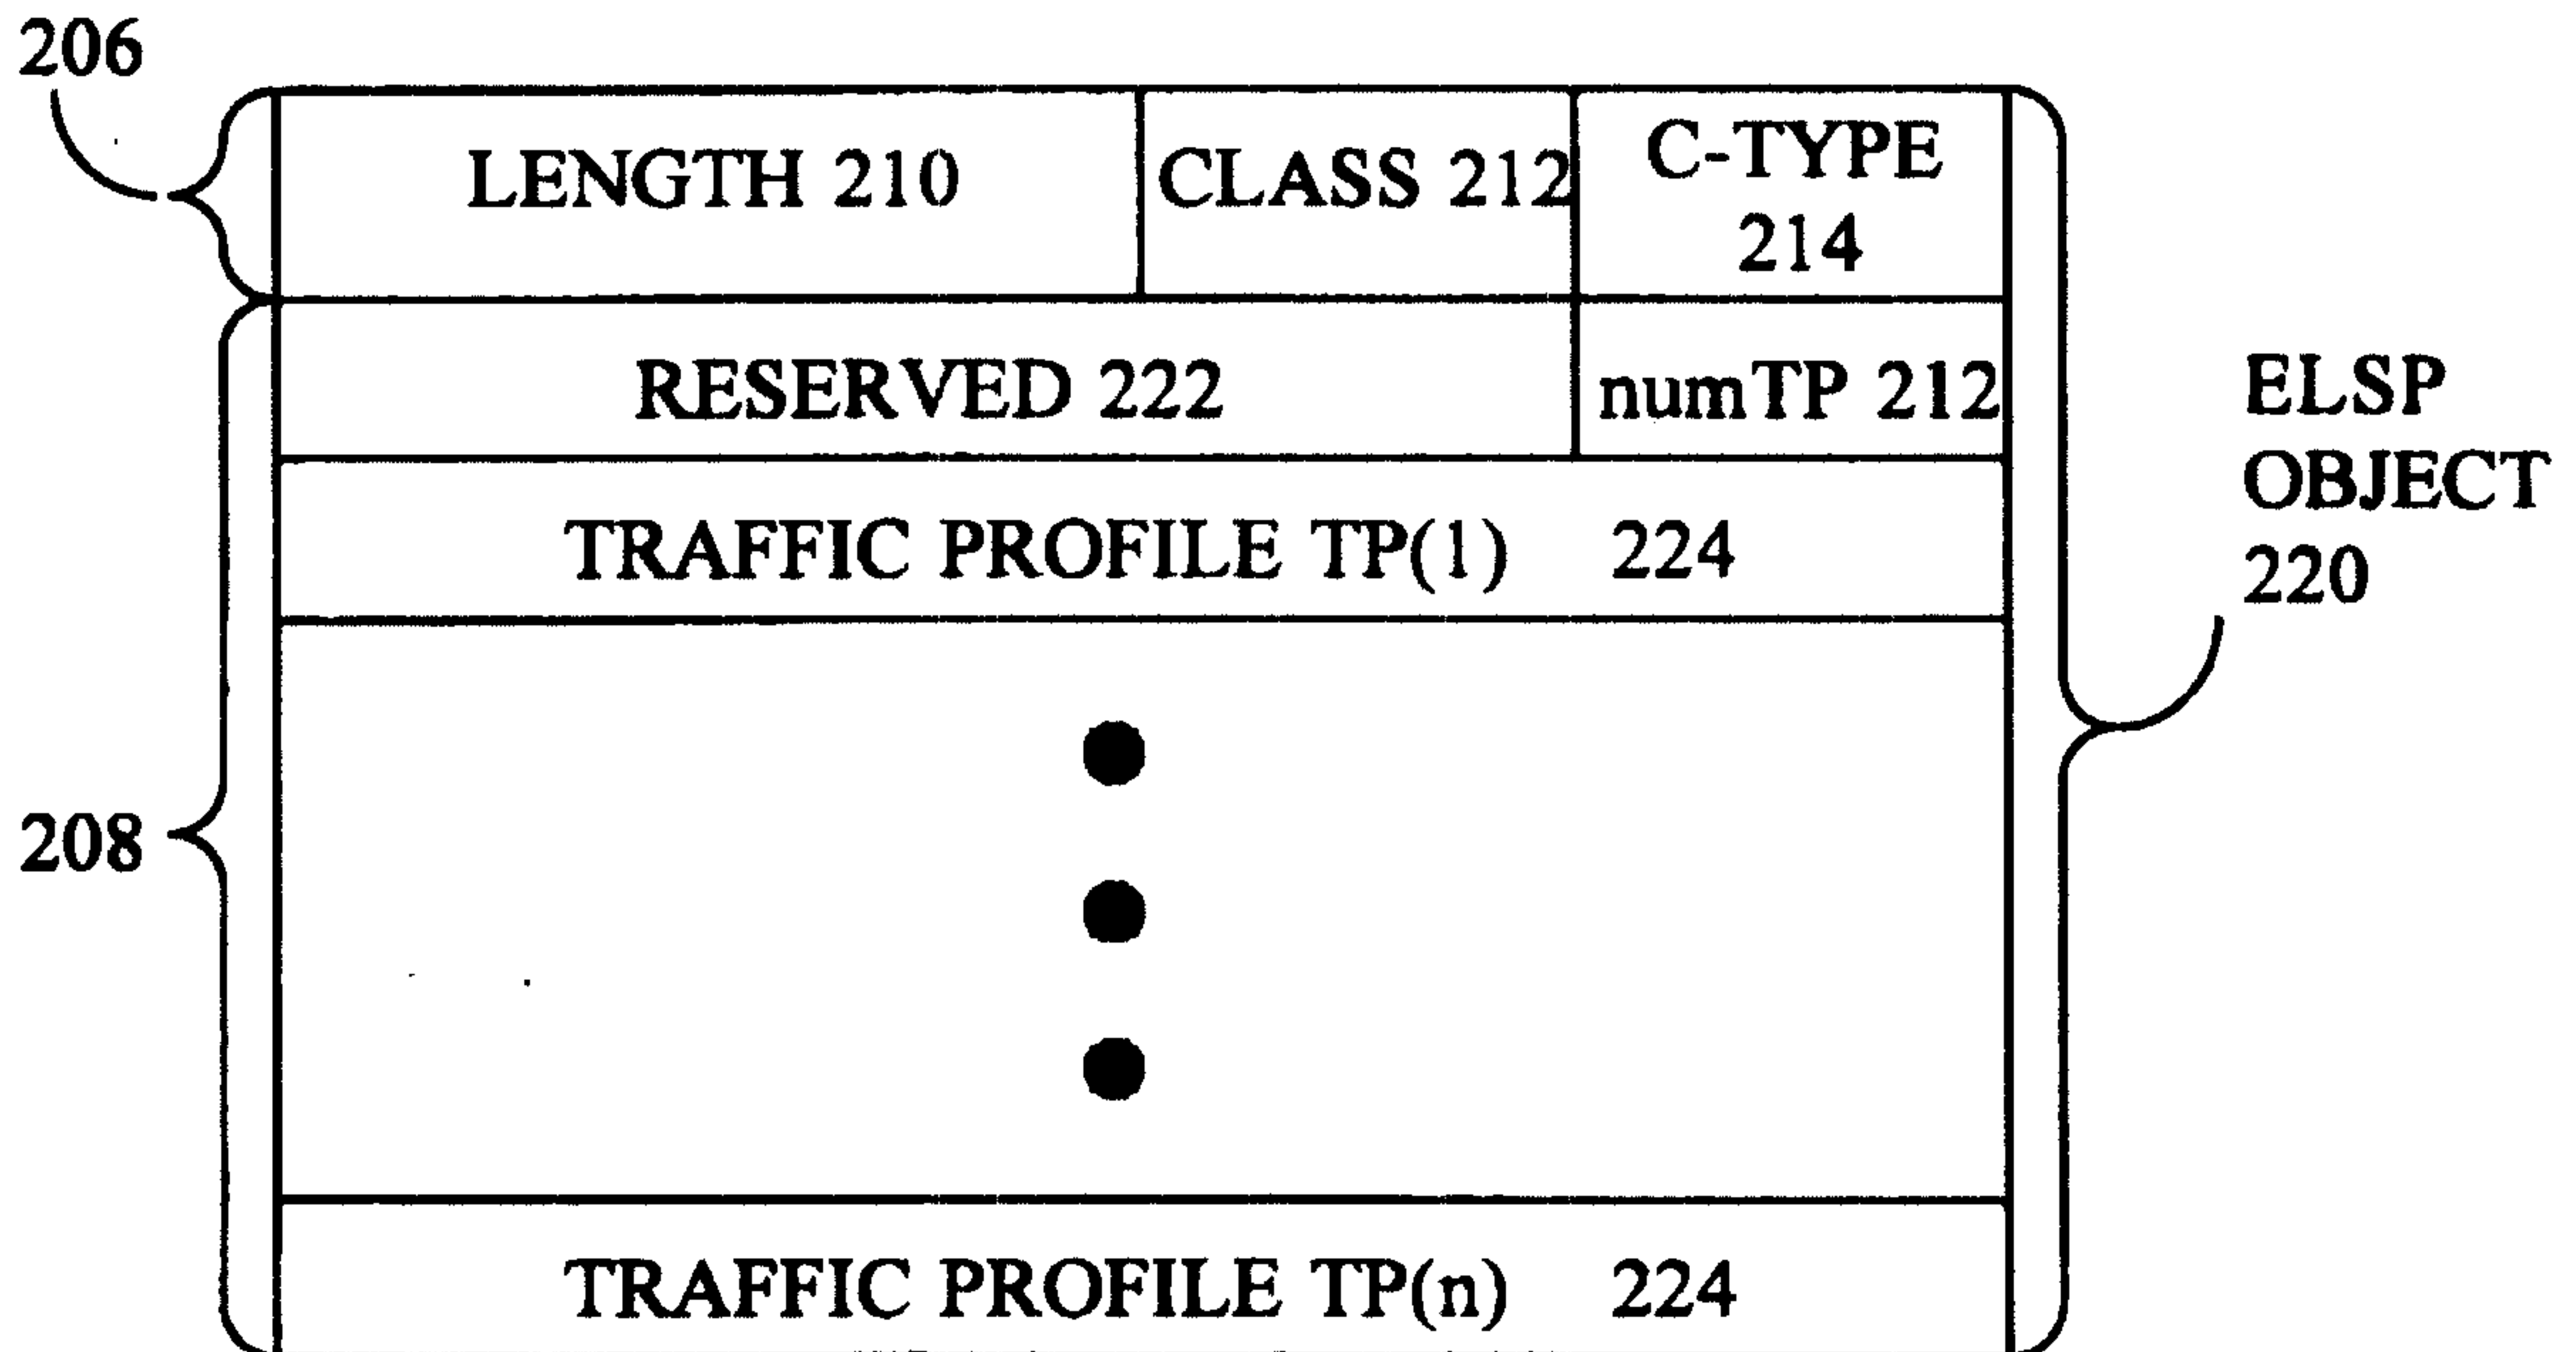 206
LENGTH 210
CLASS 212
C-TYPE
214
RESERVED 222
numTP 212
ELSP
OBJECT
220
TRAFFIC PROFILE TP(1) 224
208
TRAFFIC PROFILE TP(n) 224